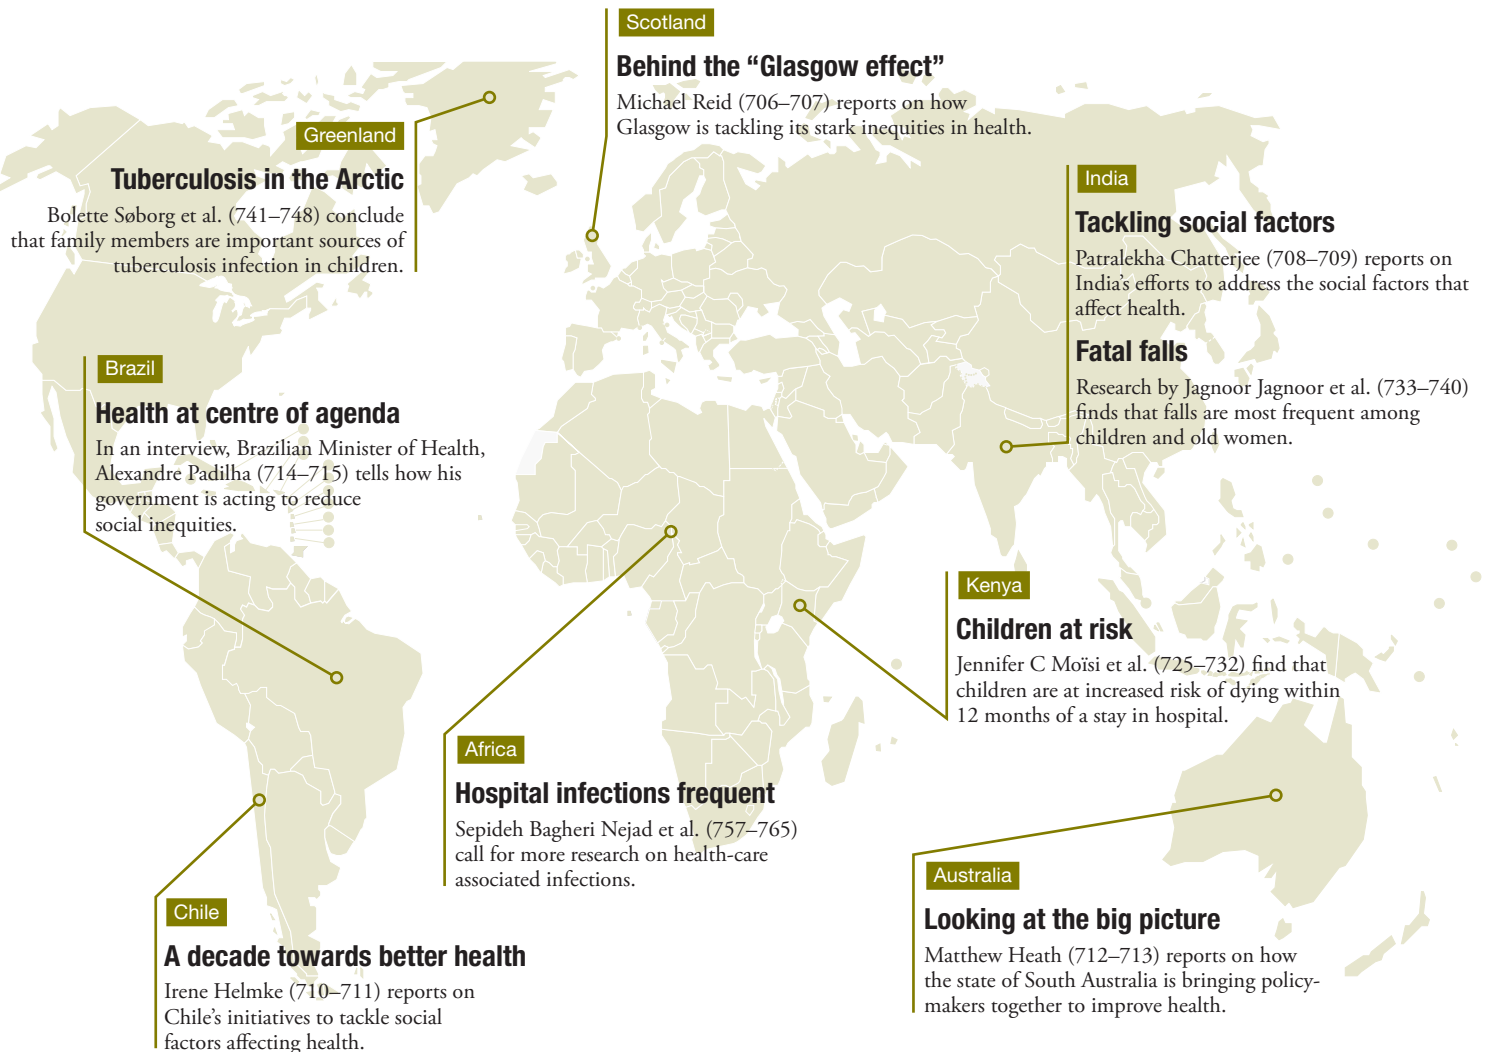 Scotland
Behind the “Glasgow effect”
Michael Reid (706–707) reports on how
Glasgow is tackling its stark inequities in health.
Greenland
Tuberculosis in the Arctic
Bolette Søborg et al. (741–748) conclude
that family members are important sources of
tuberculosis infection in children.
India
Tackling social factors
Patralekha Chatterjee (708–709) reports on
India’s efforts to address the social factors that
affect health.
Fatal falls
Research by Jagnoor Jagnoor et al. (733–740)
finds that falls are most frequent among
children and old women.
Brazil
Health at centre of agenda
In an interview, Brazilian Minister of Health,
Alexandre Padilha (714–715) tells how his
government is acting to reduce
social inequities.
Kenya
Children at risk
Jennifer C Moïsi et al. (725–732) find that
children are at increased risk of dying within
12 months of a stay in hospital.
Africa
Hospital infections frequent
Sepideh Bagheri Nejad et al. (757–765)
call for more research on health-care
associated infections.
Australia
Looking at the big picture
Matthew Heath (712–713) reports on how
the state of South Australia is bringing policy-
makers together to improve health.
Chile
A decade towards better health
Irene Helmke (710–711) reports on
Chile’s initiatives to tackle social
factors affecting health.